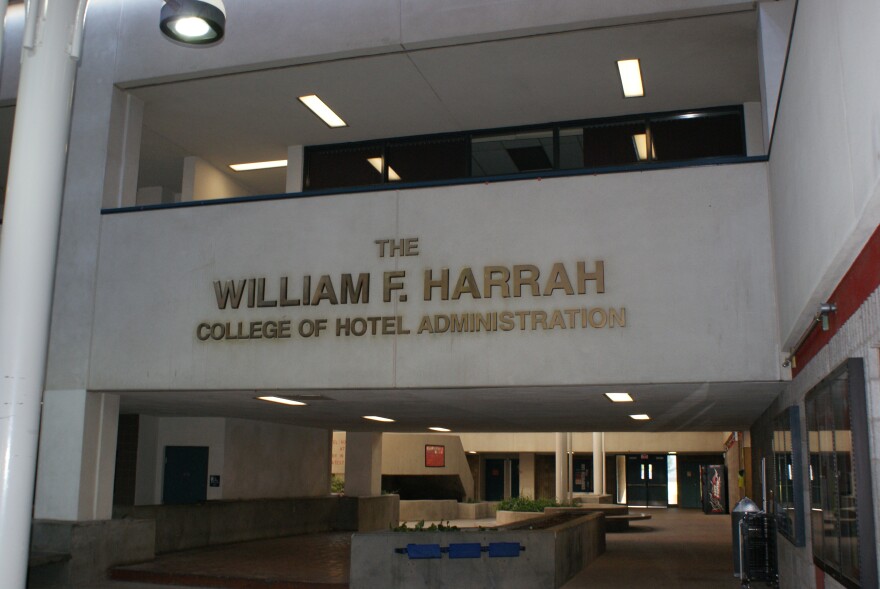 THE
WILLIAM F. HARRAH
COLLEGE OF HOTEL ADMINISTRATION